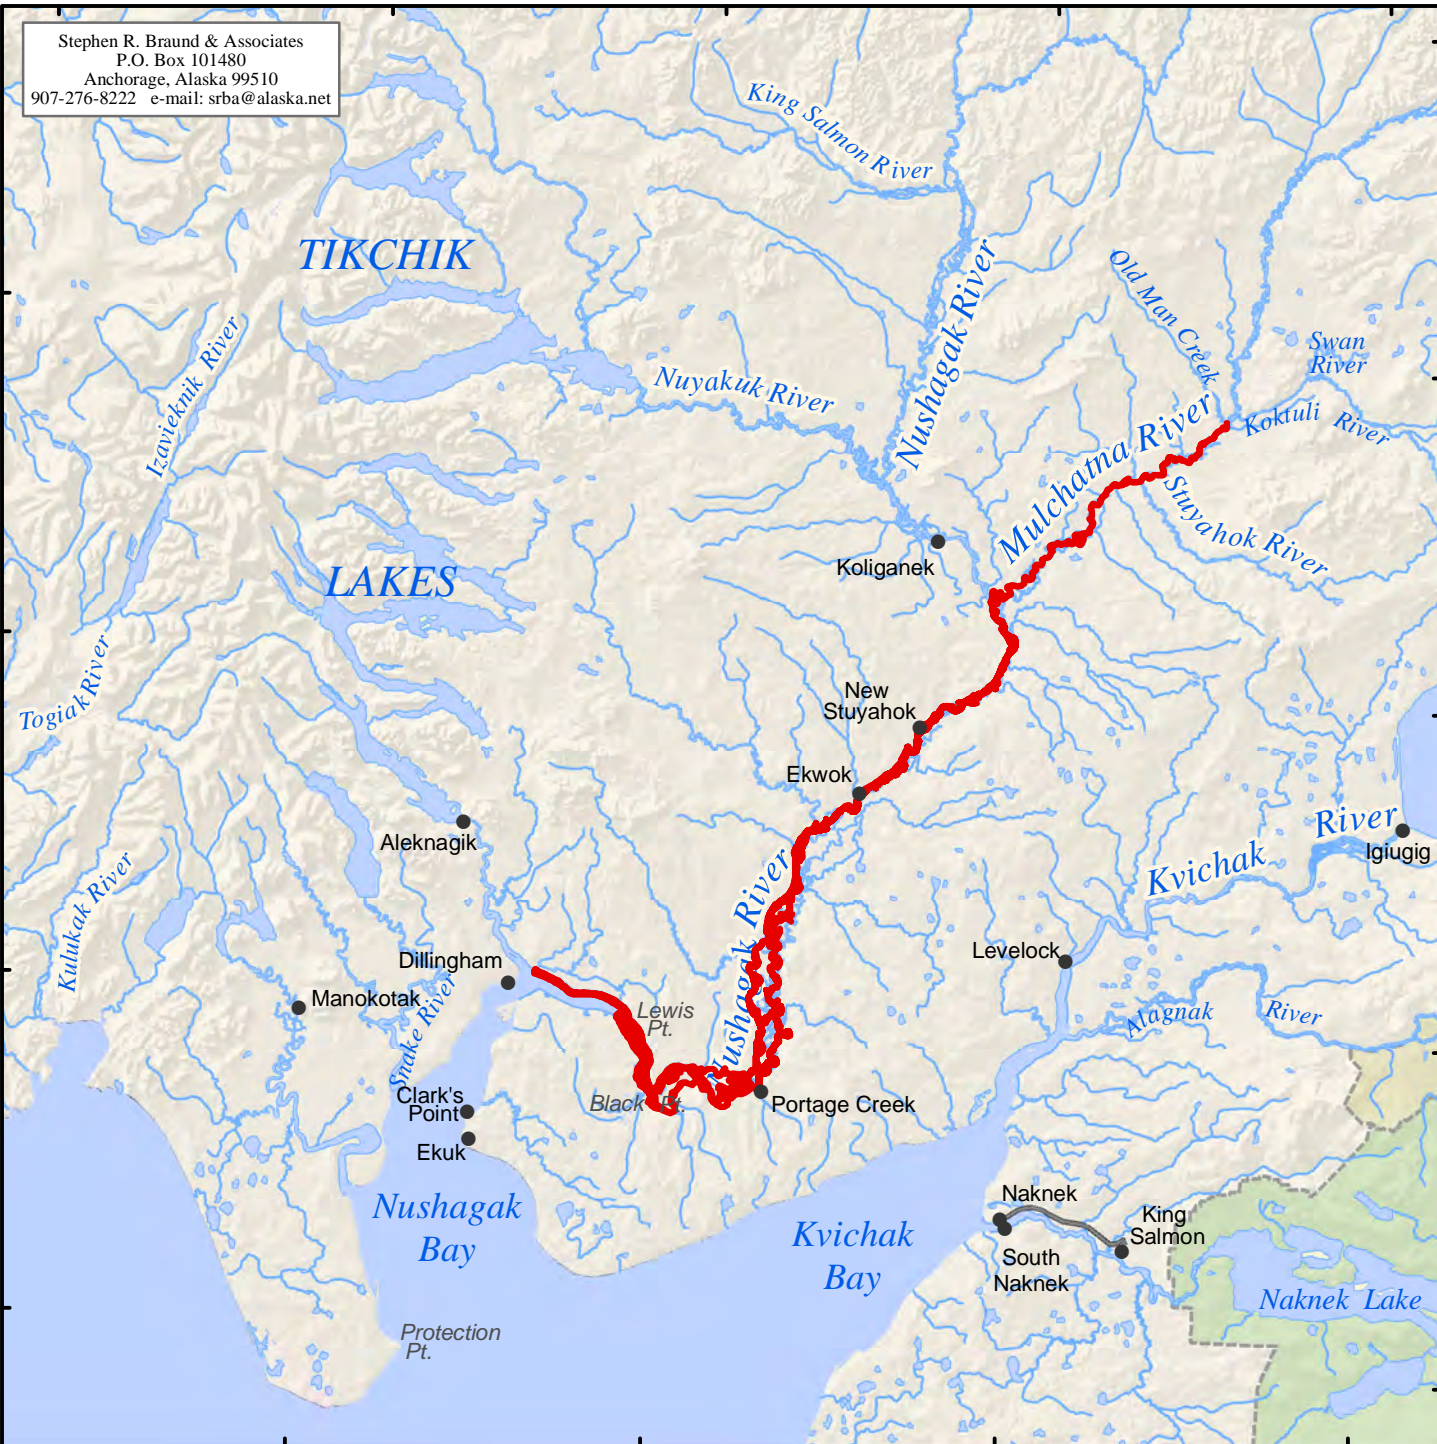 Stephen R. Braund & Associates
P.O. Box 101480
Anchorage, Alaska 99510
907-276-8222 e-mail: srba@alaska.net
King Salmon River
TIKCHIK
Nushagak River
Old Man Creek
Izavieknik River
Swan
River
Nuyakuk River
Mulchatna River
Koktuli River
Stuyahok River
Koliganek
LAKES
Togiak River
New
Stuyahok
Ekwok
Aleknagik
Kvichak River
Igiugig
Kulukak River
Nushagak River
Dillingham
Levelock
Manokotak
Snake River
Lewis
Pt.
Alagnak River
Clark's
Point
Black Pt.
Portage Creek
Ekuk
Nushagak
Bay
Naknek
King
Salmon
Kvichak
Bay
South
Naknek
Naknek Lake
Protection
Pt.